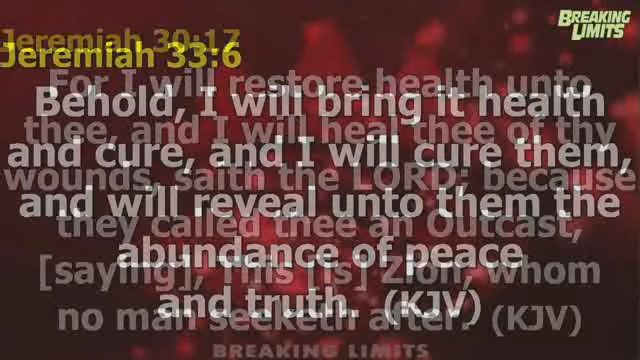 BREAKING
LIMITS
Jeremiah 30:17
Jeremiah 33:6
For I will restore health unto
thee, and I will heal thee of thy
wounds, saith the LORD; because
they called thee an Outcast,
[saying], This [is] Zion, whom
no man seeketh after. (KJV)
Behold, I will bring it health
and cure, and I will cure them,
and will reveal unto them the
abundance of peace
and truth. (KJV)
BREAKING LIMITS